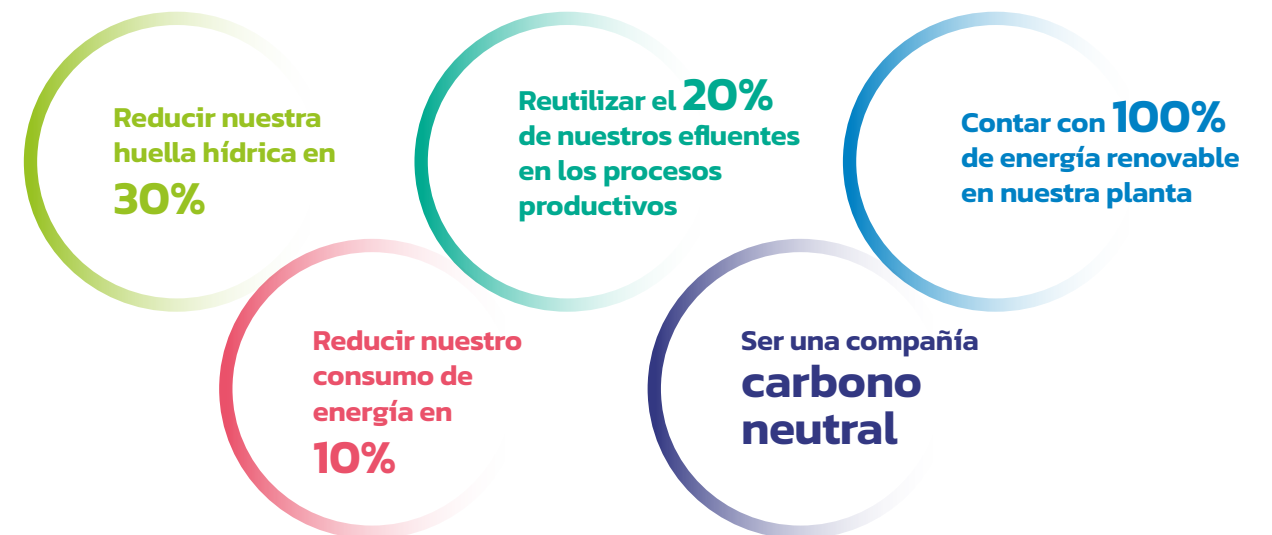 Reducir nuestra
huella hídrica en
30%
Reutilizar el 20%
de nuestros efluentes
en los procesos
productivos
Contar con 100%
de energía renovable
en nuestra planta
Reducir nuestro
consumo de
energía en
10%
Ser una compañía
carbono
neutral